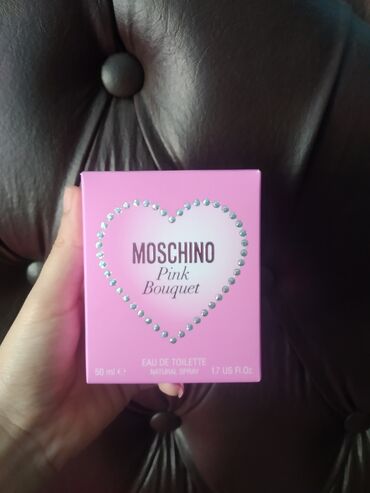 MOSCHINO
Pink
Bouquet
EAU DE TOILETTE
NATURAL SPRAY
50 ml ℮ 1.7 US Fl. Oz.